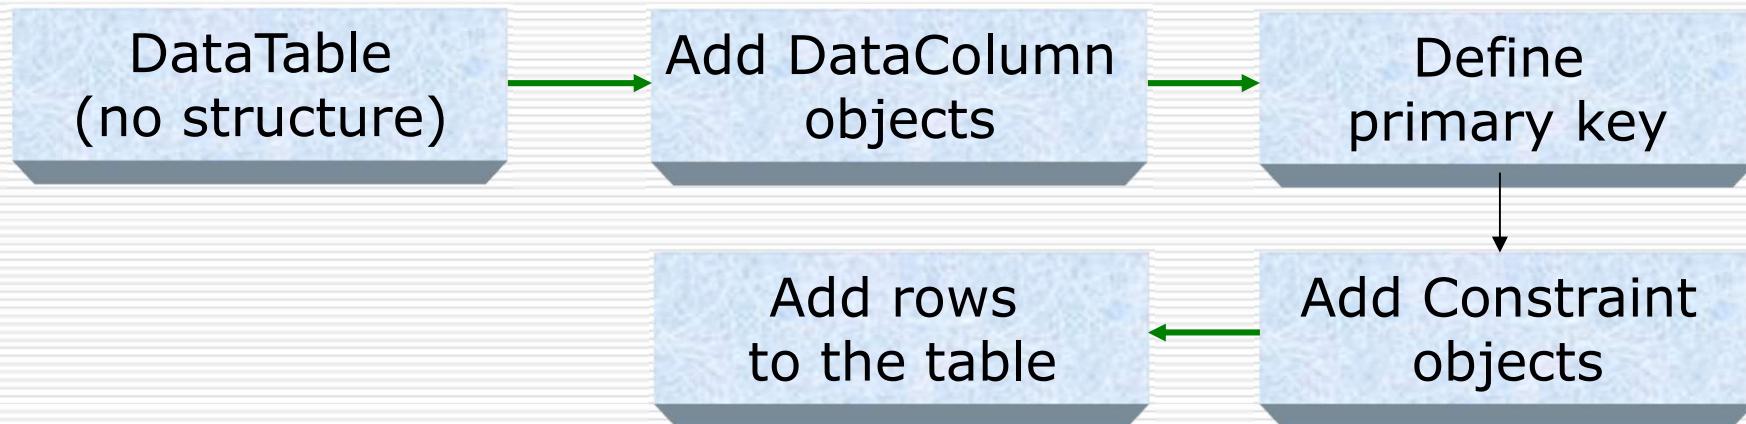 DataTable
(no structure)
Add DataColumn
objects
Define
primary key
Add Constraint
objects
Add rows
to the table